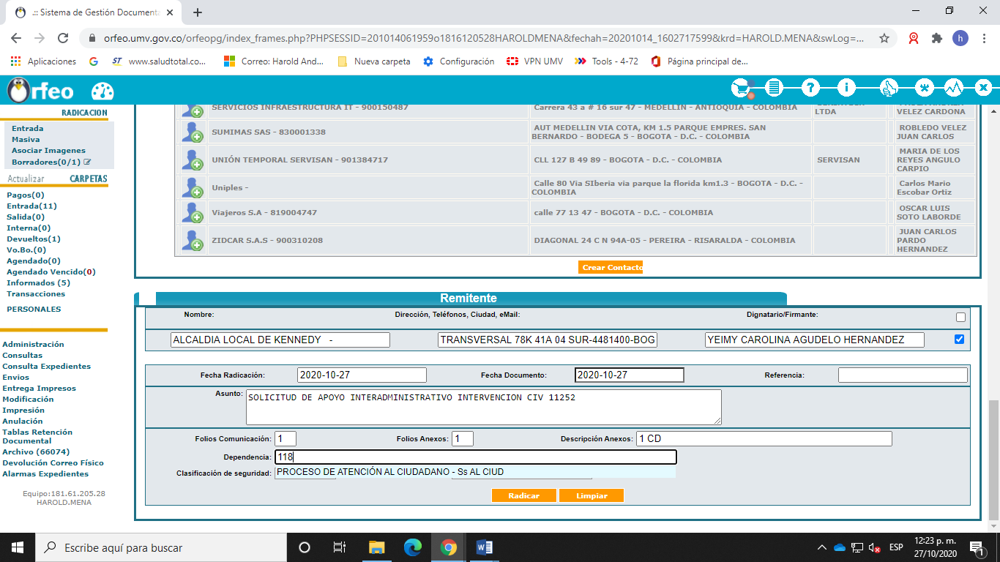 .:: Sistema de Gestión Documenta
orfeo.umv.gov.co/orfeopg/index_frames.php?PHPSESSID=201014061959o1816120528HAROLDMENA&fechah=20201014_1602717599&krd=HAROLD.MENA&swLog=...
h
Aplicaciones
G
ST www.saludtotal.co...
Correo: Harold And...
Nueva carpeta
Configuración
VPN UMV
Tools - 4-72
Página principal de...
Orfeo
RADICACION
Entrada
Masiva
Asociar Imagenes
Borradores(0/1)
Actualizar CARPETAS
Pagos(0)
Entrada(11)
Salida(0)
Interna(0)
Devueltos(1)
Vo.Bo.(0)
Agendado(0)
Agendado Vencido(0)
Informados (5)
Transacciones
PERSONALES
Administración
Consultas
Consulta Expedientes
Envios
Entrega Impresos
Modificación
Impresión
Anulación
Tablas Retención
Documental
Archivo (66074)
Devolución Correo Físico
Alarmas Expedientes
Equipo:181.61.205.28
HAROLD.MENA
SERVICIOS INFRAESTRUCTURA IT - 900150487
Carrera 43 a # 16 sur 47 - MEDELLIN - ANTIOQUIA - COLOMBIA
LTDA
VELEZ CARDONA
SUMIMAS SAS - 830001338
AUT MEDELLIN VIA COTA, KM 1.5 PARQUE EMPRES. SAN
BERNARDO - BODEGA 5 - BOGOTA - D.C. - COLOMBIA
ROBLEDO VELEZ
JUAN CARLOS
UNIÓN TEMPORAL SERVISAN - 901384717
CLL 127 B 49 89 - BOGOTA - D.C. - COLOMBIA
SERVISAN
MARIA DE LOS
REYES ANGULO
CARPIO
Uniples -
Calle 80 Via SIberia via parque la florida km1.3 - BOGOTA - D.C. -
COLOMBIA
Carlos Mario
Escobar Ortiz
Viajeros S.A - 819004747
calle 77 13 47 - BOGOTA - D.C. - COLOMBIA
OSCAR LUIS
SOTO LABORDE
ZIDCAR S.A.S - 900310208
DIAGONAL 24 C N 94A-05 - PEREIRA - RISARALDA - COLOMBIA
JUAN CARLOS
PARDO
HERNANDEZ
Crear Contacto
Remitente
Nombre: Dirección, Teléfonos, Ciudad, eMail: Dignatario/Firmante:
ALCALDIA LOCAL DE KENNEDY - TRANSVERSAL 78K 41A 04 SUR-4481400-BOG YEIMY CAROLINA AGUDELO HERNANDEZ
Fecha Radicación: 2020-10-27 Fecha Documento: 2020-10-27 Referencia:
Asunto: SOLICITUD DE APOYO INTERADMINISTRATIVO INTERVENCION CIV 11252
Folios Comunicación: 1 Folios Anexos: 1 Descripción Anexos: 1 CD
Dependencia: 118
Clasificación de seguridad: PROCESO DE ATENCIÓN AL CIUDADANO - Ss AL CIUD
Radicar Limpiar
Escribe aquí para buscar
ESP
12:23 p. m.
27/10/2020
1